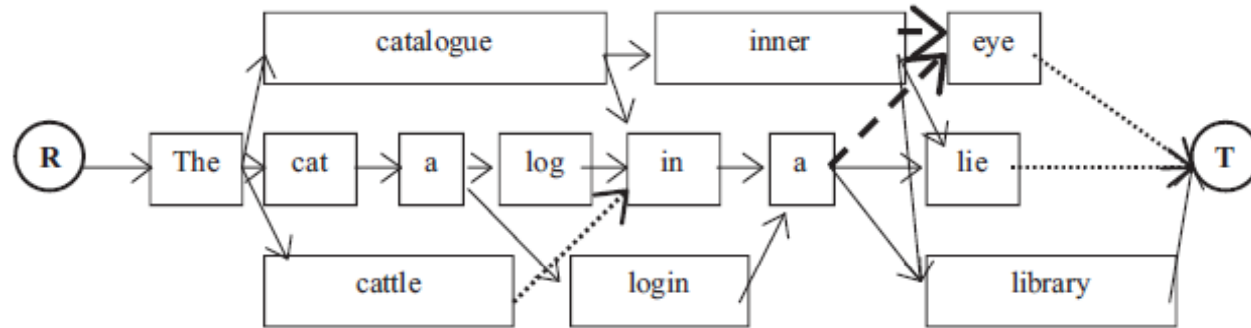 catalogue inner eye
R The cat a log in a lie T
cattle login library